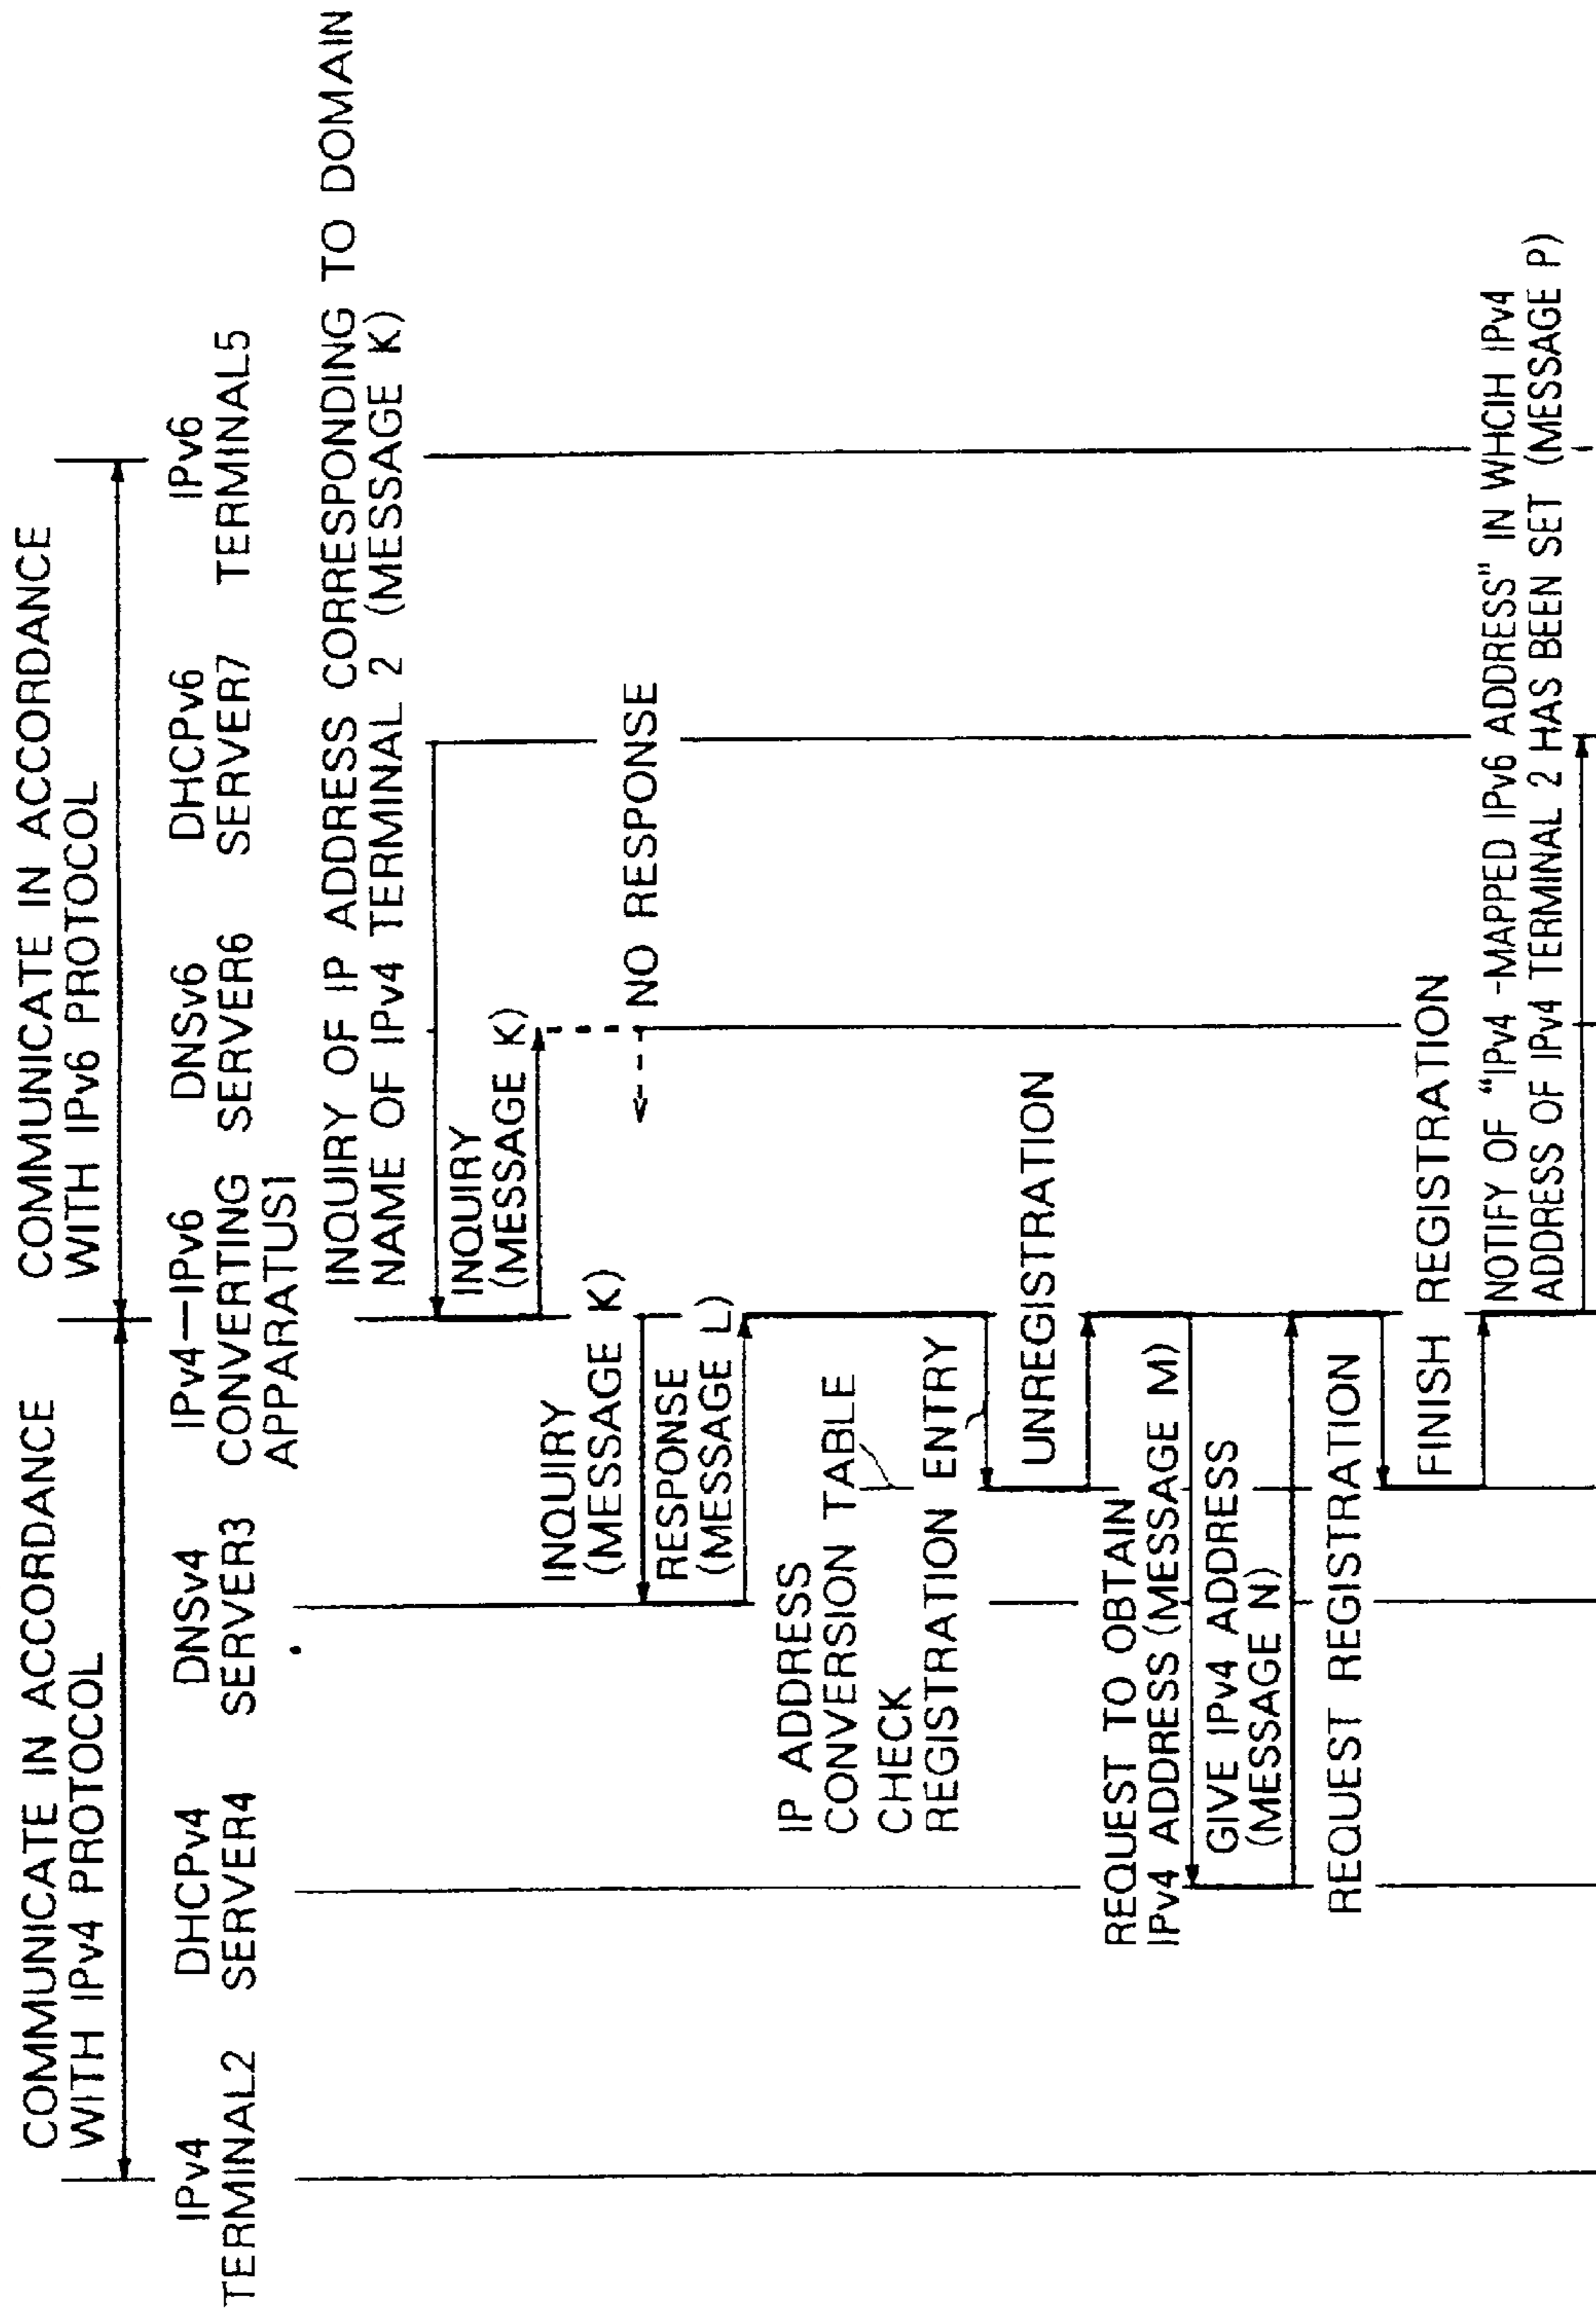 COMMUNICATE IN ACCORDANCE
WITH IPv4 PROTOCOL
COMMUNICATE IN ACCORDANCE
WITH IPv6 PROTOCOL
IPv4
TERMINAL2
DHCPv4
SERVER4
DNSv4
SERVER3
IPv4—IPv6
CONVERTING
APPARATUS1
DNSv6
SERVER6
DHCPv6
SERVER7
IPv6
TERMINAL5
INQUIRY OF IP ADDRESS CORRESPONDING TO DOMAIN
NAME OF IPv4 TERMINAL 2 (MESSAGE K)
INQUIRY
(MESSAGE K)
NO RESPONSE
INQUIRY
(MESSAGE K)
RESPONSE
(MESSAGE L)
IP ADDRESS
CONVERSION TABLE
CHECK
REGISTRATION ENTRY
UNREGISTRATION
REQUEST TO OBTAIN
IPv4 ADDRESS (MESSAGE M)
GIVE IPv4 ADDRESS
(MESSAGE N)
REQUEST REGISTRATION
FINISH REGISTRATION
NOTIFY OF "IPv4 -MAPPED IPv6 ADDRESS" IN WHCIH IPv4
ADDRESS OF IPv4 TERMINAL 2 HAS BEEN SET (MESSAGE P)